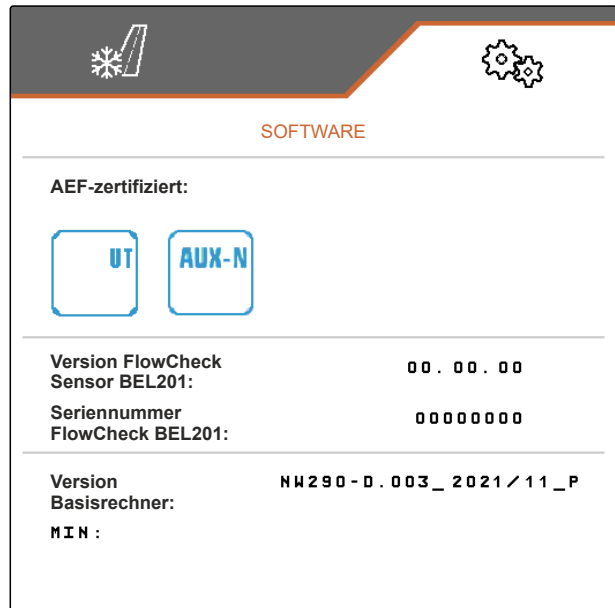 SOFTWARE
AEF-zertifiziert:
UT AUX-N
Version FlowCheck 00.00.00
Sensor BEL201:
Seriennummer 00000000
FlowCheck BEL201:
Version NW290-D.003_2021/11_P
Basisrechner:
MIN: